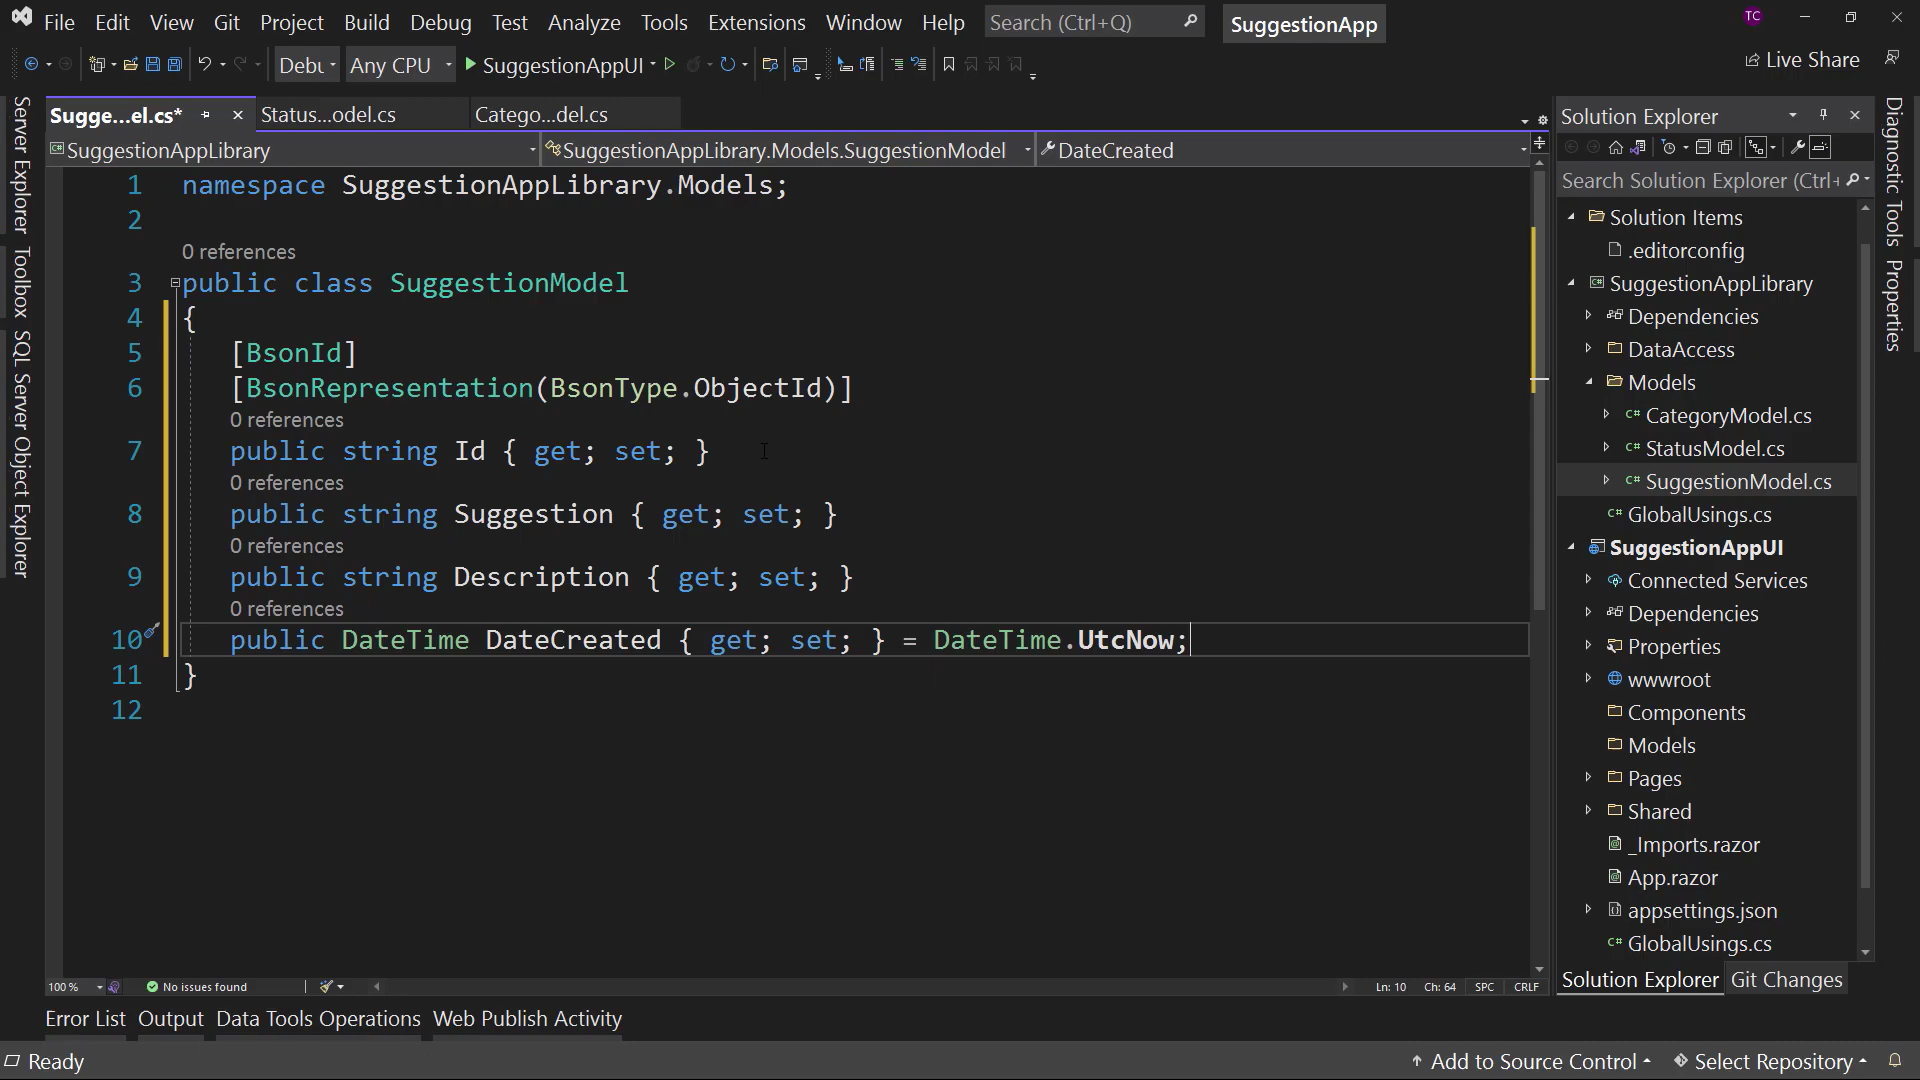 File Edit View Git Project Build Debug Test Analyze Tools Extensions Window Help Search (Ctrl+Q) SuggestionApp TC
Debu Any CPU SuggestionAppUI Live Share
Sugge...el.cs* Status...odel.cs Catego...del.cs
SuggestionAppLibrary SuggestionAppLibrary.Models.SuggestionModel DateCreated
1 namespace SuggestionAppLibrary.Models;
2
0 references
3 public class SuggestionModel
4 {
5 [BsonId]
6 [BsonRepresentation(BsonType.ObjectId)]
0 references
7 public string Id { get; set; }
0 references
8 public string Suggestion { get; set; }
0 references
9 public string Description { get; set; }
0 references
10 public DateTime DateCreated { get; set; } = DateTime.UtcNow;
11 }
12
100 % No issues found Ln: 10 Ch: 64 SPC CRLF
Server Explorer
Toolbox
SQL Server Object Explorer
Solution Explorer
Search Solution Explorer (Ctrl+
Solution Items
.editorconfig
SuggestionAppLibrary
Dependencies
DataAccess
Models
C# CategoryModel.cs
C# StatusModel.cs
C# SuggestionModel.cs
C# GlobalUsings.cs
SuggestionAppUI
Connected Services
Dependencies
Properties
wwwroot
Components
Models
Pages
Shared
_Imports.razor
App.razor
appsettings.json
C# GlobalUsings.cs
Solution Explorer Git Changes
Diagnostic Tools
Properties
Error List Output Data Tools Operations Web Publish Activity
Ready Add to Source Control Select Repository